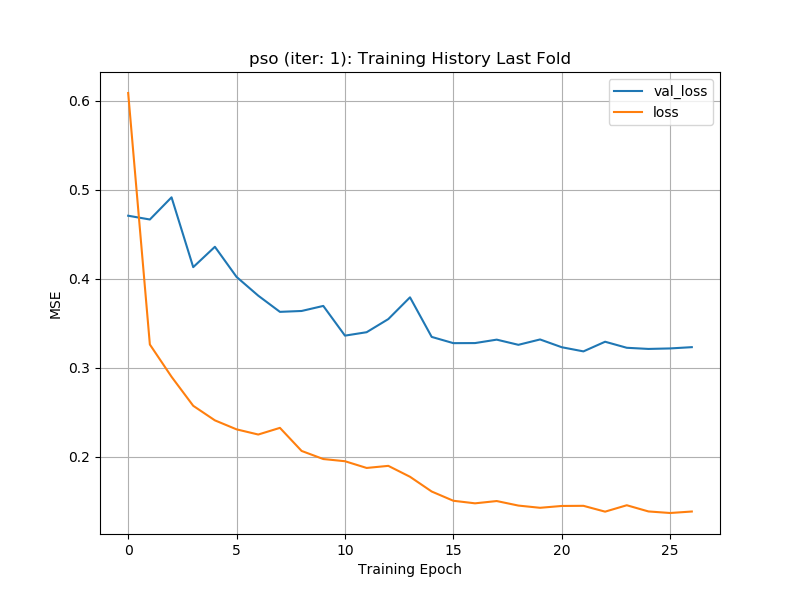 pso (iter: 1): Training History Last Fold
val_loss
loss
0.6
0.5
0.4
0.3
0.2
MSE
0
5
10
15
20
25
Training Epoch